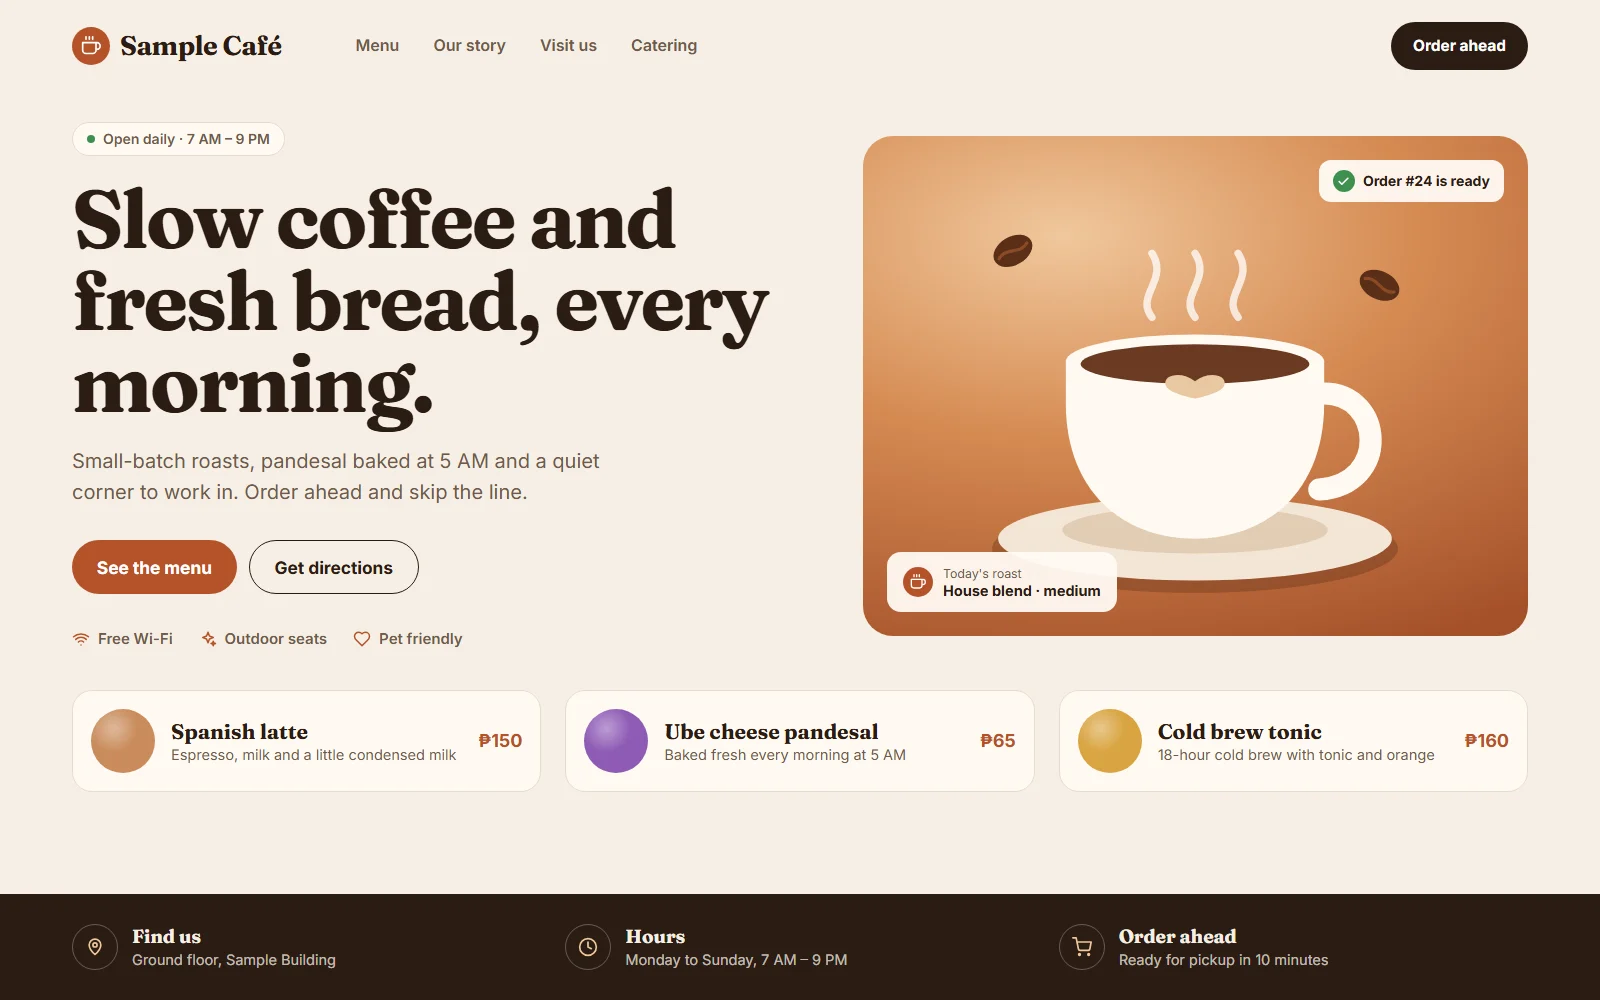 Sample Café
Menu
Our story
Visit us
Catering
Order ahead
Open daily · 7 AM – 9 PM
Slow coffee and
fresh bread, every
morning.
Small-batch roasts, pandesal baked at 5 AM and a quiet
corner to work in. Order ahead and skip the line.
See the menu
Get directions
Free Wi-Fi
Outdoor seats
Pet friendly
Order #24 is ready
Today's roast
House blend · medium
Spanish latte
Espresso, milk and a little condensed milk
₱150
Ube cheese pandesal
Baked fresh every morning at 5 AM
₱65
Cold brew tonic
18-hour cold brew with tonic and orange
₱160
Find us
Ground floor, Sample Building
Hours
Monday to Sunday, 7 AM – 9 PM
Order ahead
Ready for pickup in 10 minutes